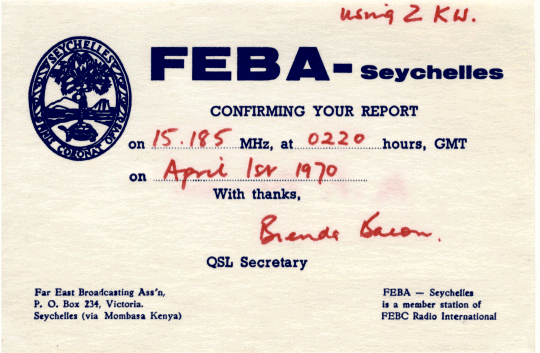 using 2 KW.
SEYCHELLES
FINIS CORONAT OPUS
FEBA - Seychelles
CONFIRMING YOUR REPORT
on 15.185 MHz, at 0220 hours, GMT
on April 1st 1970
With thanks,
Brenda Bacon.
QSL Secretary
Far East Broadcasting Ass'n,
P. O. Box 234, Victoria.
Seychelles (via Mombasa Kenya)
FEBA — Seychelles
is a member station of
FEBC Radio International